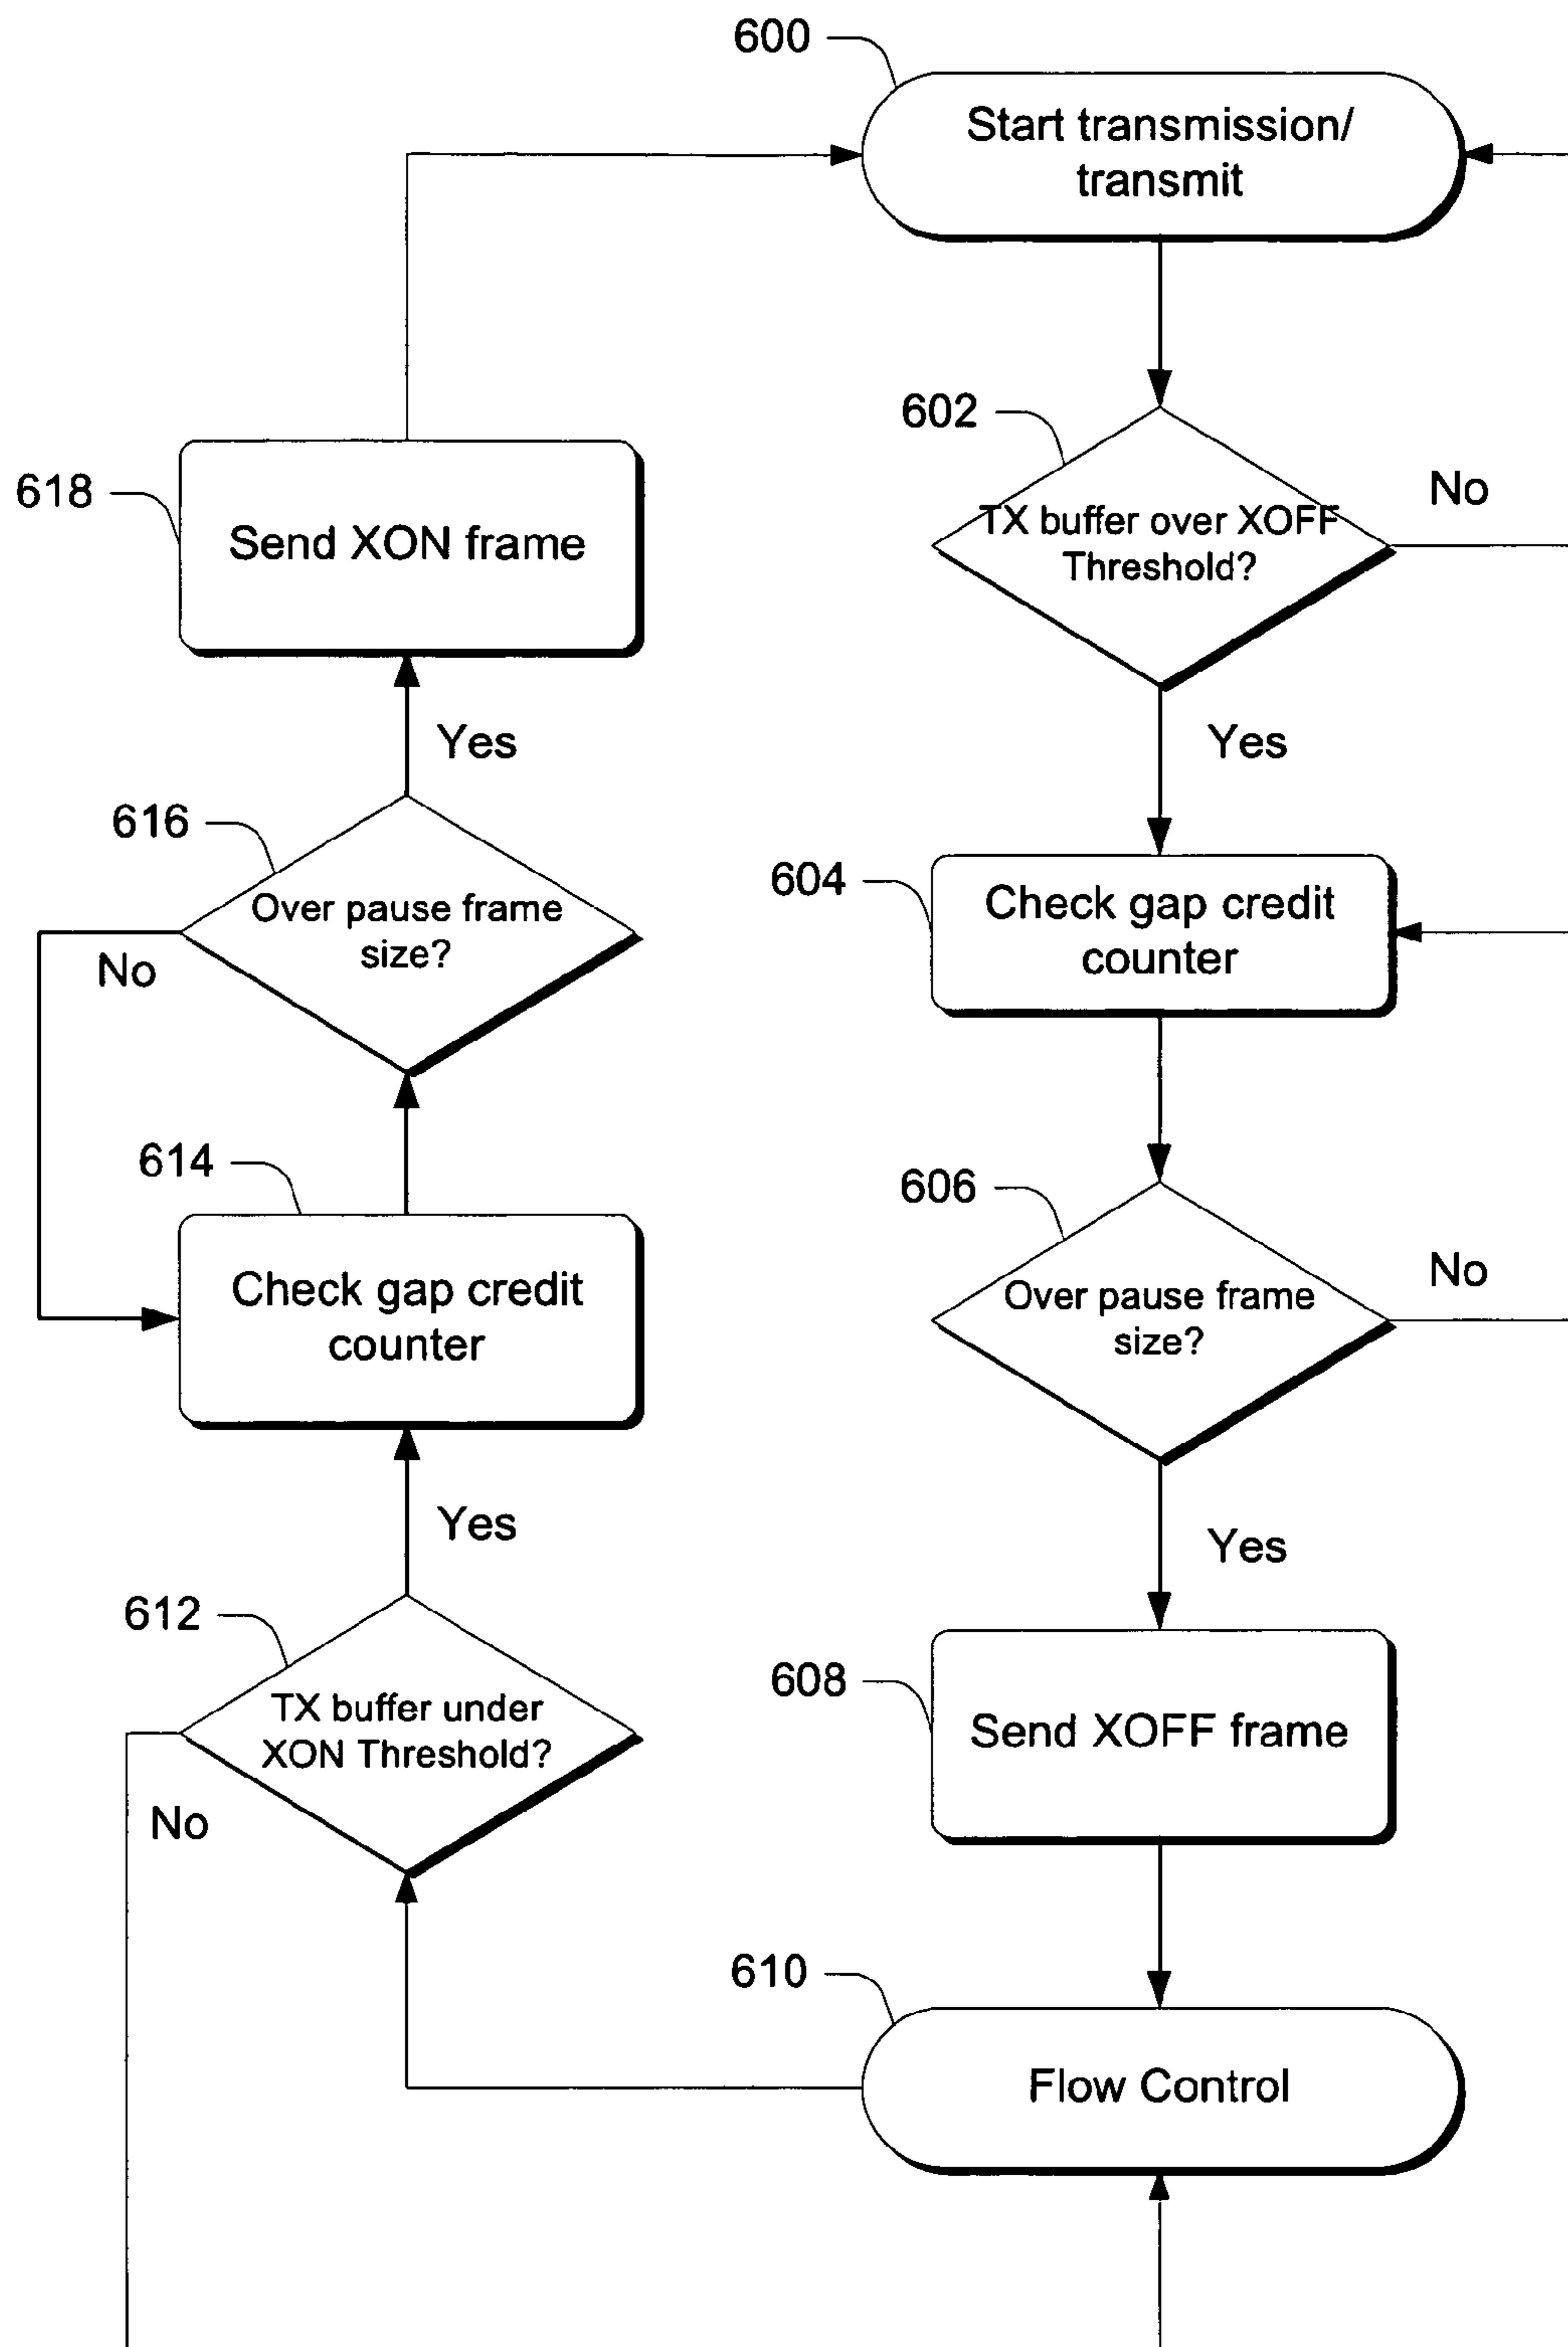 600
Start transmission/
transmit
602
TX buffer over XOFF
Threshold?
No
Yes
604
Check gap credit
counter
606
Over pause frame
size?
No
Yes
608
Send XOFF frame
610
Flow Control
612
TX buffer under
XON Threshold?
No
Yes
614
Check gap credit
counter
616
Over pause frame
size?
No
Yes
618
Send XON frame